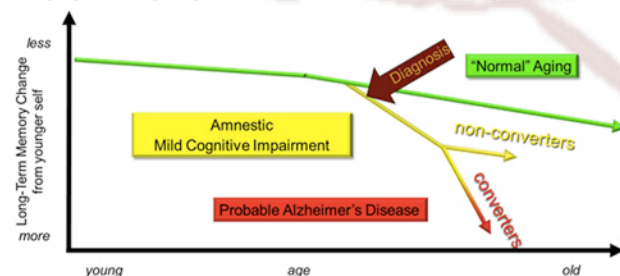 less
Long-Term Memory Change
from younger self
more
Diagnosis
“Normal” Aging
Amnestic
Mild Cognitive Impairment
non-converters
converters
Probable Alzheimer’s Disease
young
age
old